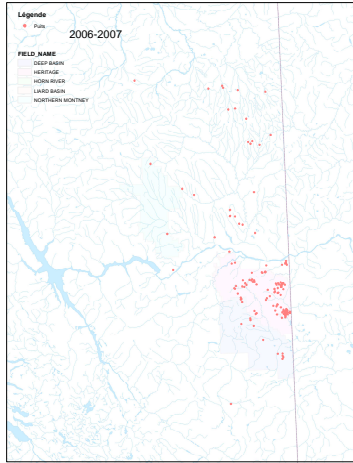 Légende
Puits
2006-2007
FIELD_NAME
DEEP BASIN
HERITAGE
HORN RIVER
LIARD BASIN
NORTHERN MONTNEY